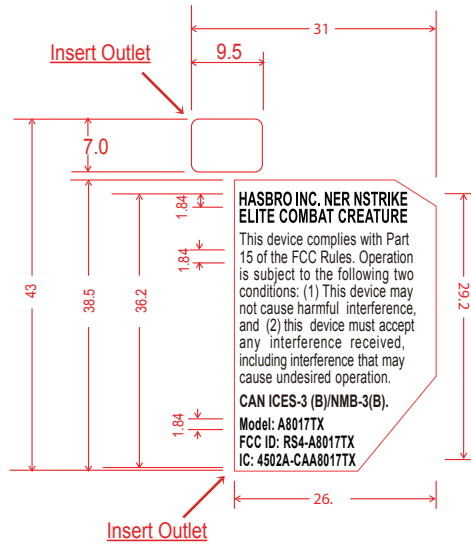 31
Insert Outlet
9.5
7.0
43
38.5
36.2
1.84
1.84
1.84
HASBRO INC. NER NSTRIKE
ELITE COMBAT CREATURE
This device complies with Part
15 of the FCC Rules. Operation
is subject to the following two
conditions: (1) This device may
not cause harmful interference,
and (2) this device must accept
any interference received,
including interference that may
cause undesired operation.
CAN ICES-3 (B)/NMB-3(B).
Model: A8017TX
FCC ID: RS4-A8017TX
IC: 4502A-CAA8017TX
29.2
26.
Insert Outlet